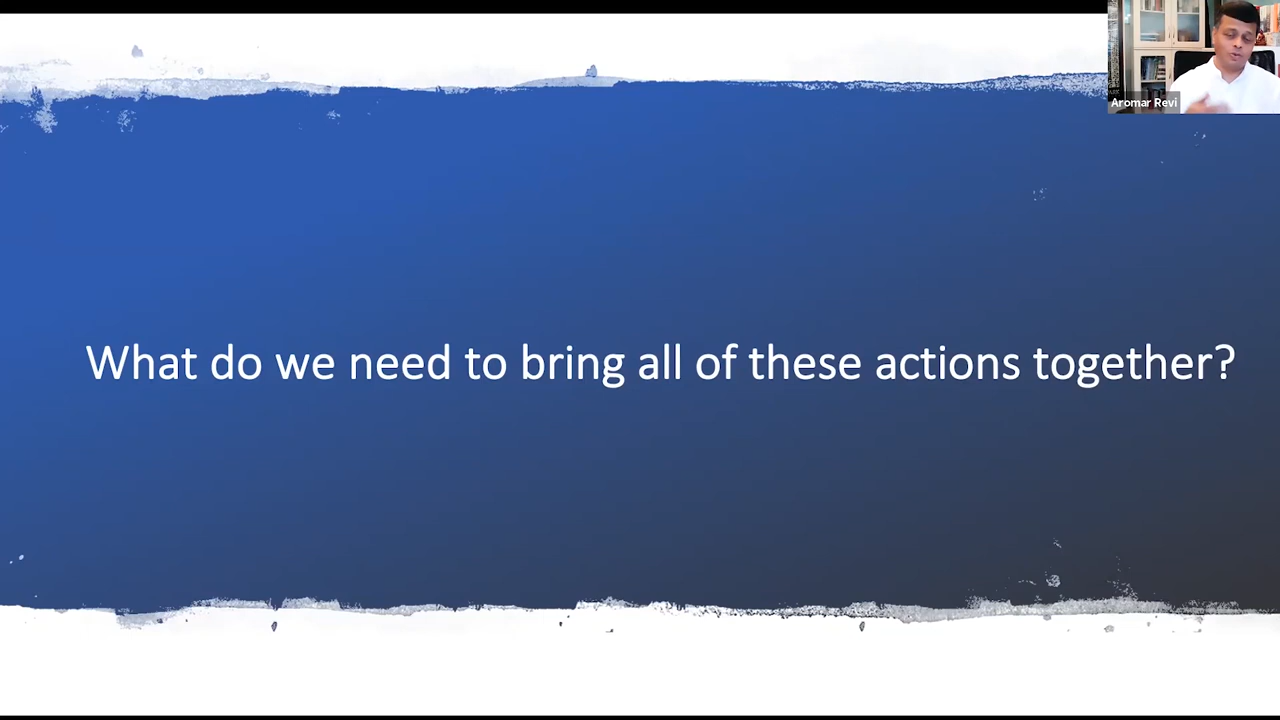 Aromar Revi
What do we need to bring all of these actions together?